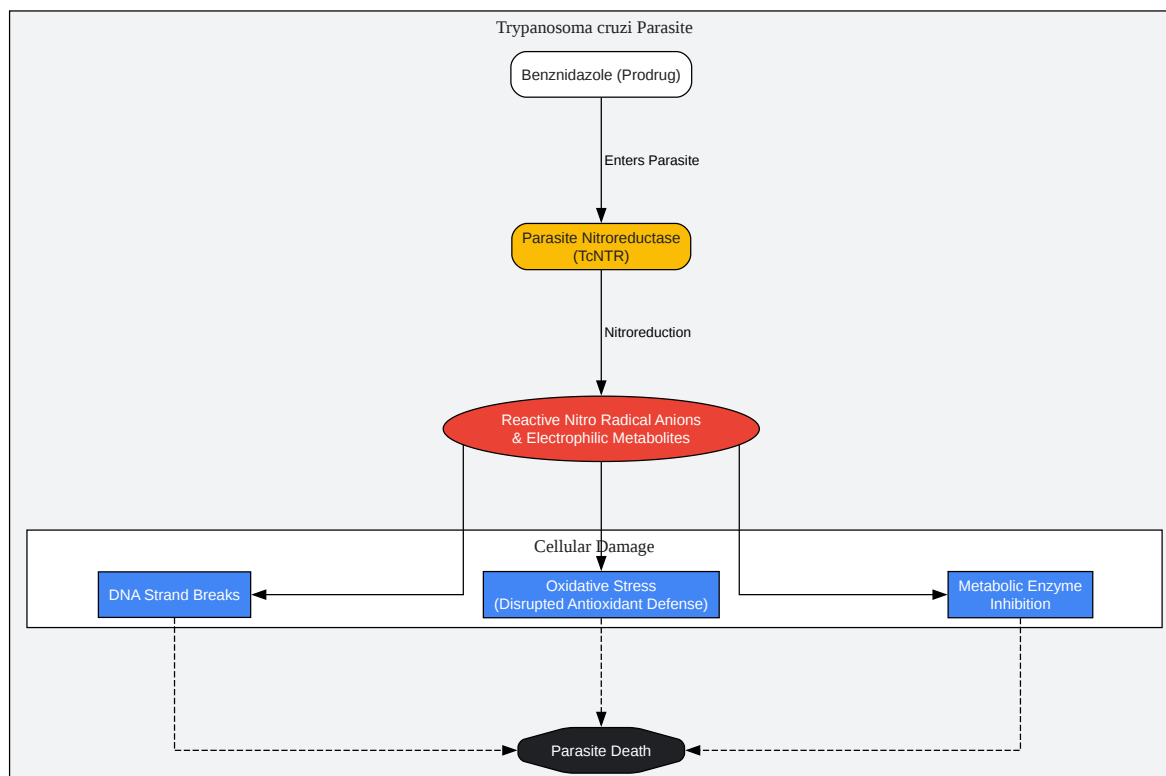 Trypanosoma cruzi Parasite
Benznidazole (Prodrug)
Enters Parasite
Parasite Nitroreductase
(TcNTR)
Nitroreduction
Reactive Nitro Radical Anions
& Electrophilic Metabolites
Cellular Damage
DNA Strand Breaks
Oxidative Stress
(Disrupted Antioxidant Defense)
Metabolic Enzyme
Inhibition
Parasite Death